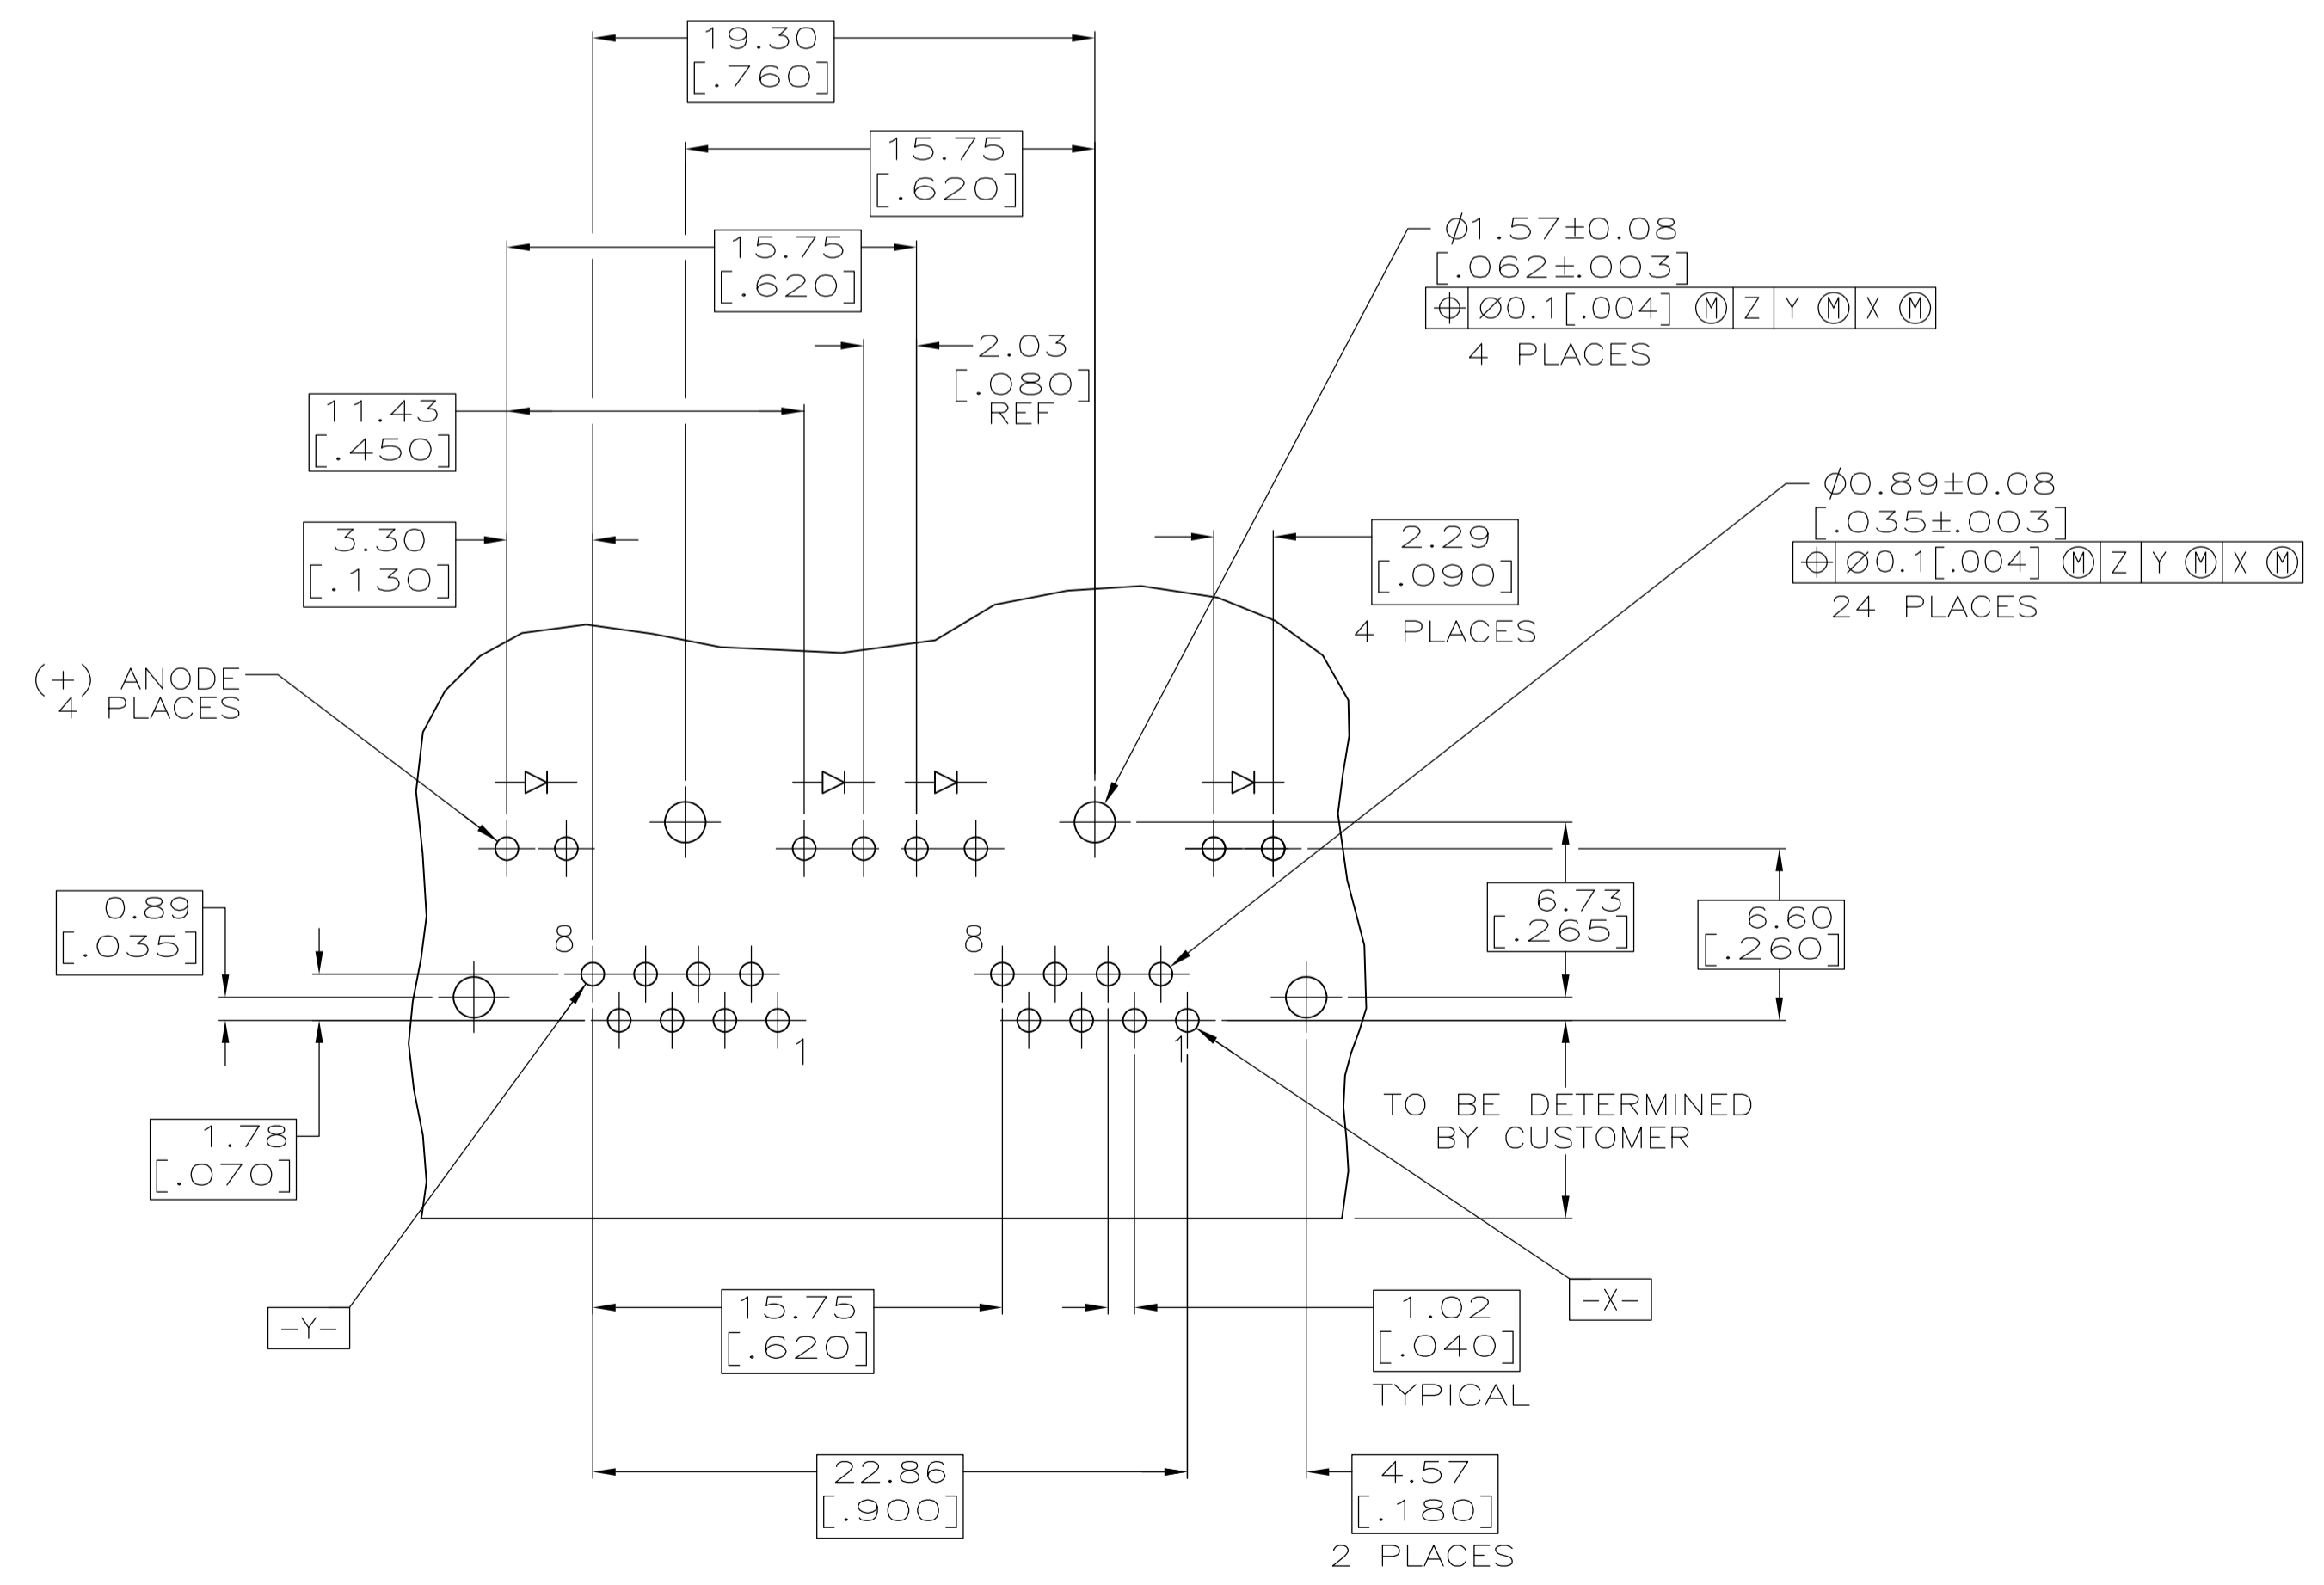 19.30
[.760]
15.75
[.620]
15.75
[.620]
2.03
[.080]
REF
11.43
[.450]
3.30
[.130]
⌀1.57±0.08
[.062±.003]
⌖ ⌀0.1[.004] Ⓜ Z Y Ⓜ X Ⓜ
4 PLACES
⌀0.89±0.08
[.035±.003]
⌖ ⌀0.1[.004] Ⓜ Z Y Ⓜ X Ⓜ
24 PLACES
2.29
[.090]
4 PLACES
(+) ANODE
4 PLACES
0.89
[.035]
8
8
6.73
[.265]
6.60
[.260]
1
1
1.78
[.070]
TO BE DETERMINED
BY CUSTOMER
-Y-
-X-
15.75
[.620]
1.02
[.040]
TYPICAL
22.86
[.900]
4.57
[.180]
2 PLACES